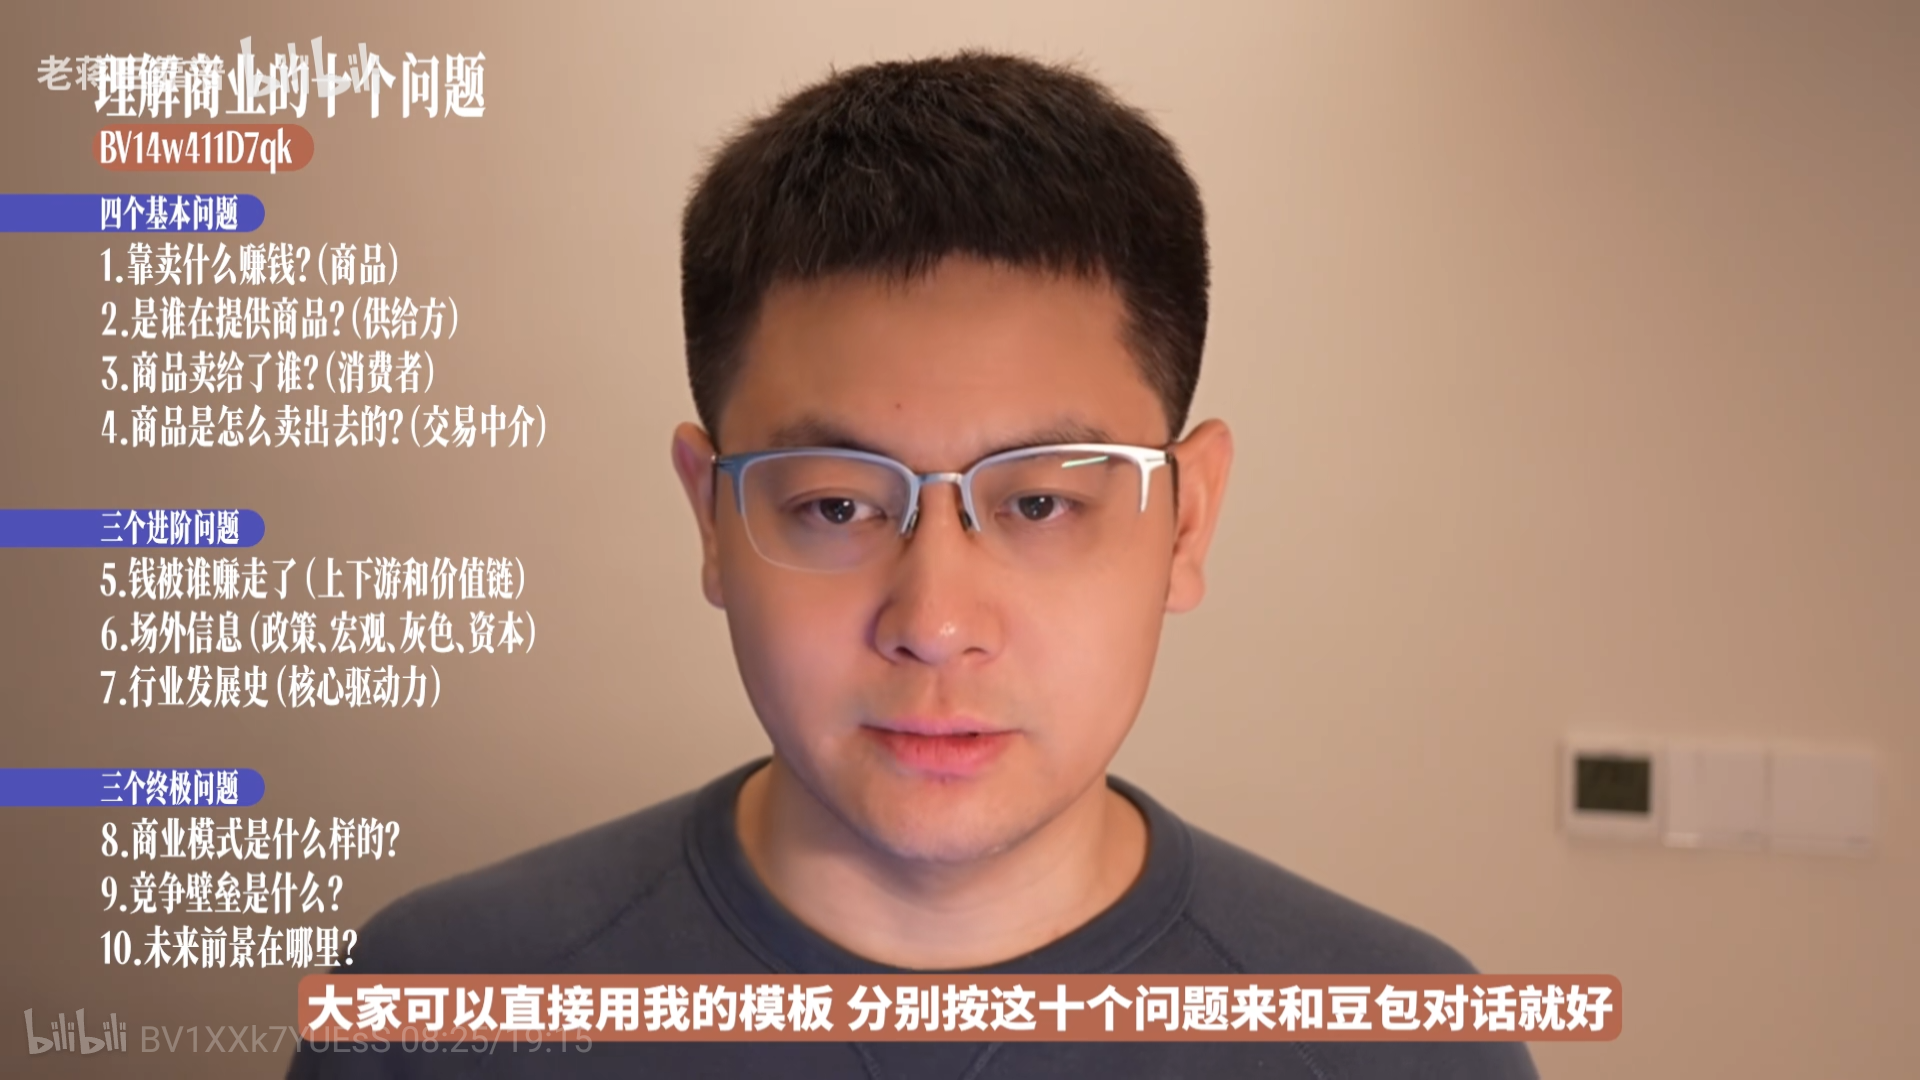 理解商业的十个问题
bilibili
BV14w411D7qk
四个基本问题
1.靠卖什么赚钱?(商品)
2.是谁在提供商品?(供给方)
3.商品卖给了谁?(消费者)
4.商品是怎么卖出去的?(交易中介)
三个进阶问题
5.钱被谁赚走了(上下游和价值链)
6.场外信息(政策、宏观、灰色、资本)
7.行业发展史(核心驱动力)
三个终极问题
8.商业模式是什么样的?
9.竞争壁垒是什么?
10.未来前景在哪里?
大家可以直接用我的模板 分别按这十个问题来和豆包对话就好
bilibili BV1XXk7YUEsS 08:25/19:15